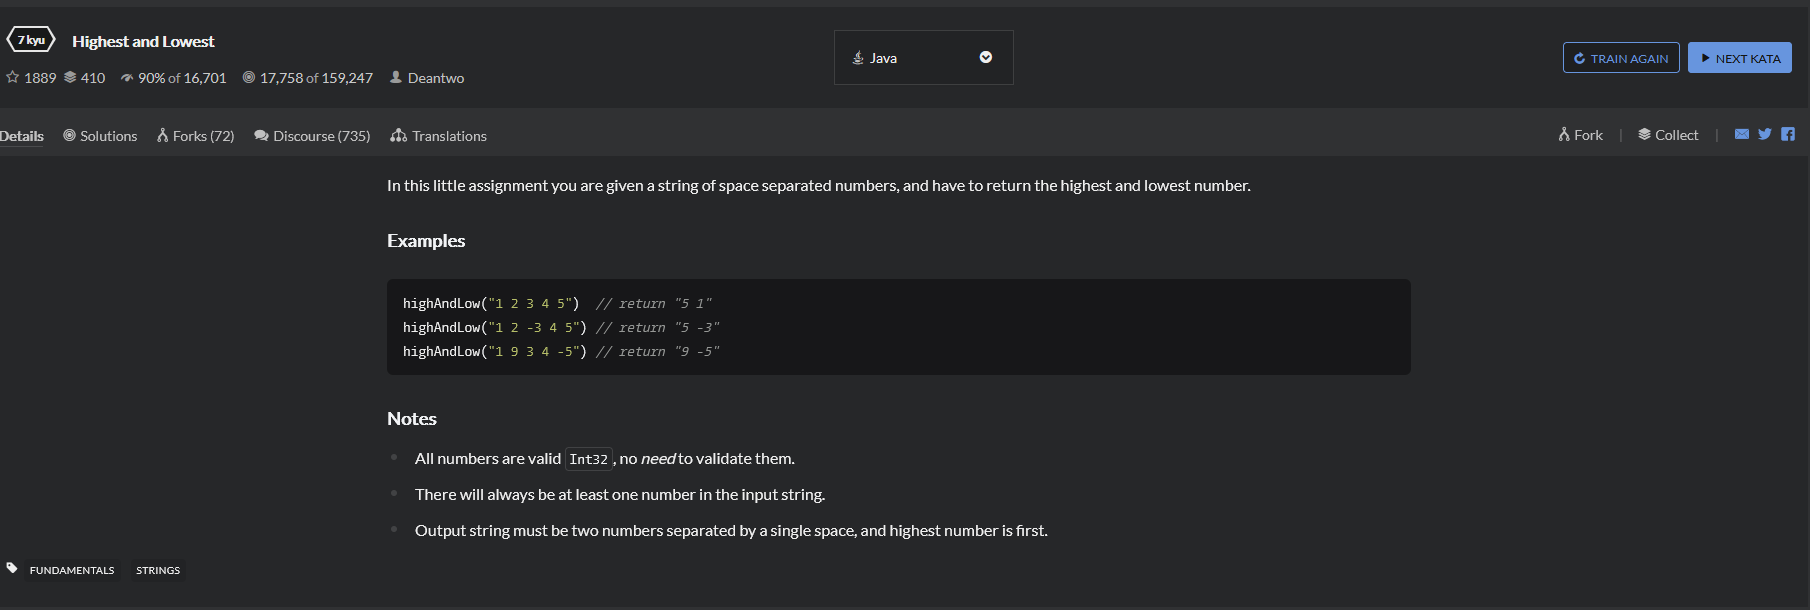 7 kyu Highest and Lowest
1889 410 90% of 16,701 17,758 of 159,247 Deantwo
Java
TRAIN AGAIN NEXT KATA
Details Solutions Forks (72) Discourse (735) Translations
Fork | Collect |
In this little assignment you are given a string of space separated numbers, and have to return the highest and lowest number.
Examples
highAndLow("1 2 3 4 5")  // return "5 1"
highAndLow("1 2 -3 4 5") // return "5 -3"
highAndLow("1 9 3 4 -5") // return "9 -5"
Notes
All numbers are valid Int32, no need to validate them.
There will always be at least one number in the input string.
Output string must be two numbers separated by a single space, and highest number is first.
FUNDAMENTALS STRINGS